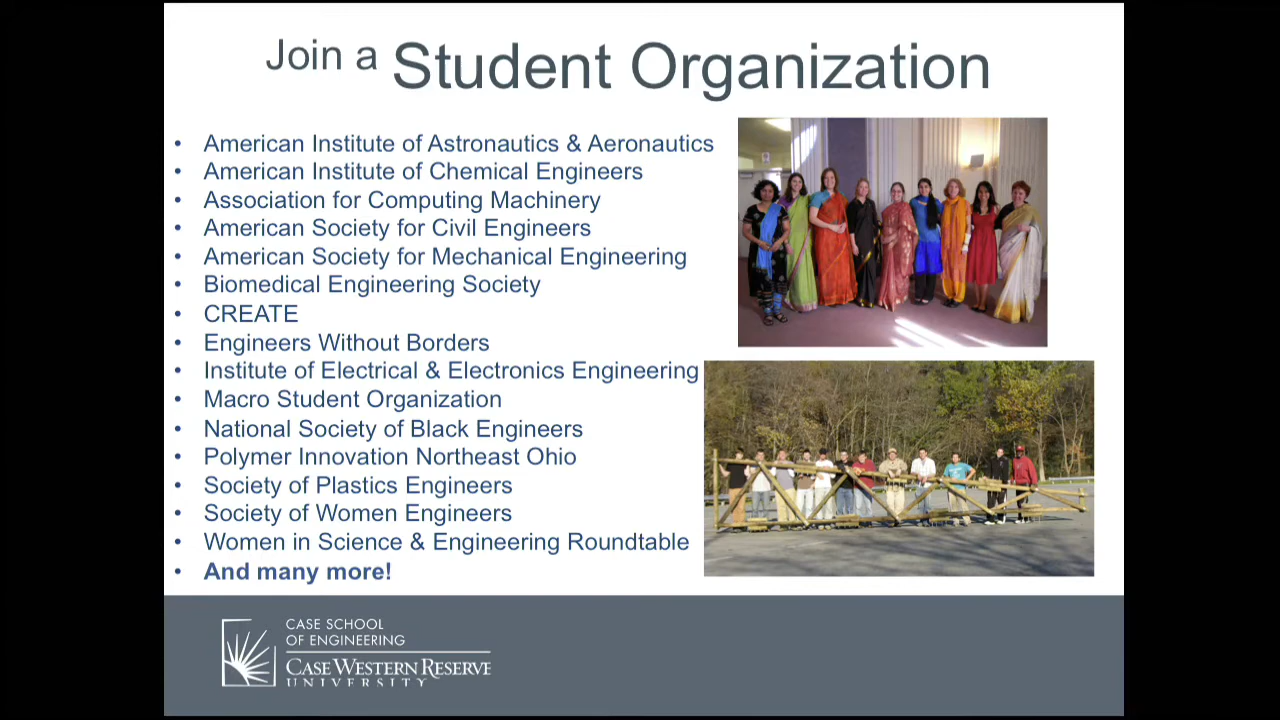 Join a Student Organization
• American Institute of Astronautics & Aeronautics
• American Institute of Chemical Engineers
• Association for Computing Machinery
• American Society for Civil Engineers
• American Society for Mechanical Engineering
• Biomedical Engineering Society
• CREATE
• Engineers Without Borders
• Institute of Electrical & Electronics Engineering
• Macro Student Organization
• National Society of Black Engineers
• Polymer Innovation Northeast Ohio
• Society of Plastics Engineers
• Society of Women Engineers
• Women in Science & Engineering Roundtable
• And many more!
CASE SCHOOL
OF ENGINEERING
CASE WESTERN RESERVE
UNIVERSITY